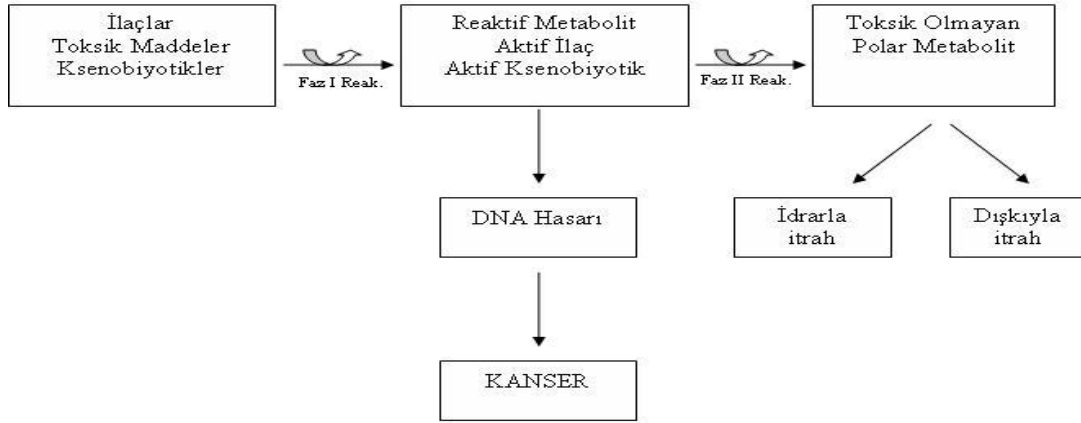 İlaçlar
Toksik Maddeler
Ksenobiyotikler
Faz I Reak.
Reaktif Metabolit
Aktif İlaç
Aktif Ksenobiyotik
Faz II Reak.
Toksik Olmayan
Polar Metabolit
DNA Hasarı
İdrarla
itrah
Dışkıyla
itrah
KANSER